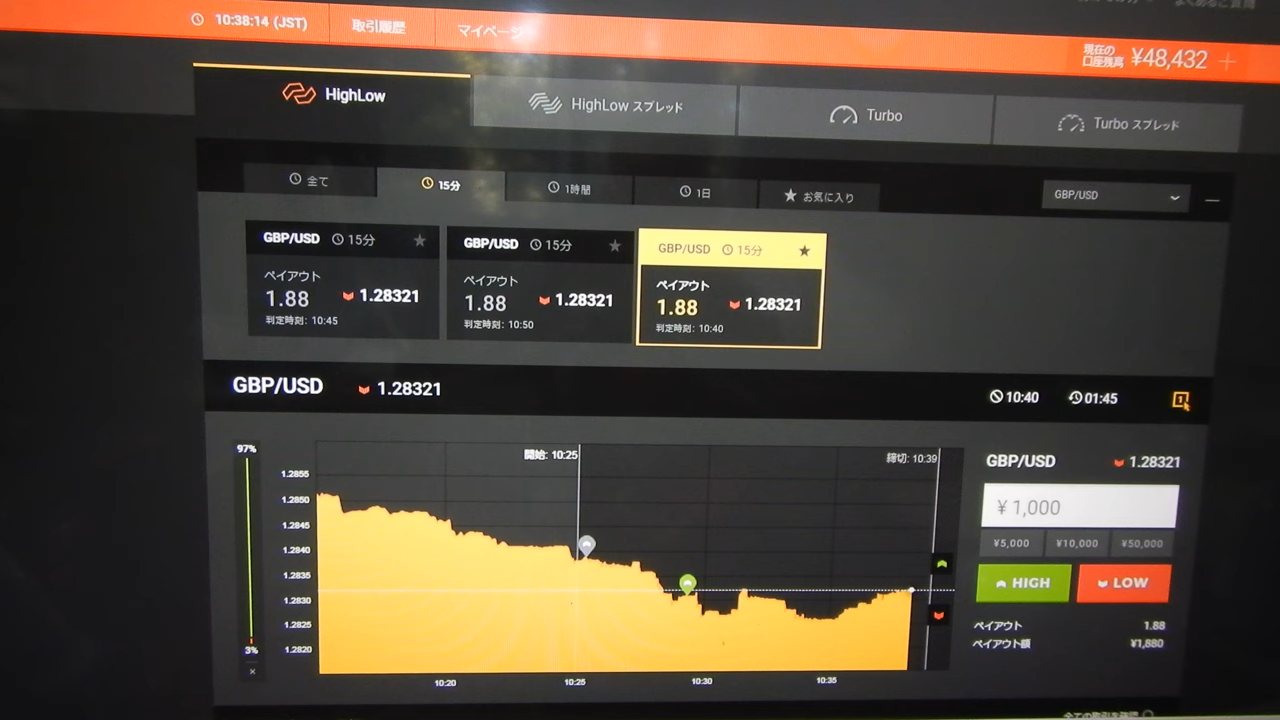 10:38:14 (JST)
取引履歴
マイページ
現在の
口座残高 ¥48,432 +
HighLow
HighLow スプレッド
Turbo
Turbo スプレッド
全て
15分
1時間
1日
お気に入り
GBP/USD
GBP/USD 15分
ペイアウト
1.88 1.28321
判定時刻: 10:45
GBP/USD 15分
ペイアウト
1.88 1.28321
判定時刻: 10:50
GBP/USD 15分
ペイアウト
1.88 1.28321
判定時刻: 10:40
GBP/USD 1.28321
10:40 01:45
97%
3%
×
1.2855
1.2850
1.2845
1.2840
1.2835
1.2830
1.2825
1.2820
開始: 10:25
締切: 10:39
10:20
10:25
10:30
10:35
GBP/USD 1.28321
¥ 1,000
¥5,000 ¥10,000 ¥50,000
HIGH LOW
ペイアウト 1.88
ペイアウト額 ¥1,880